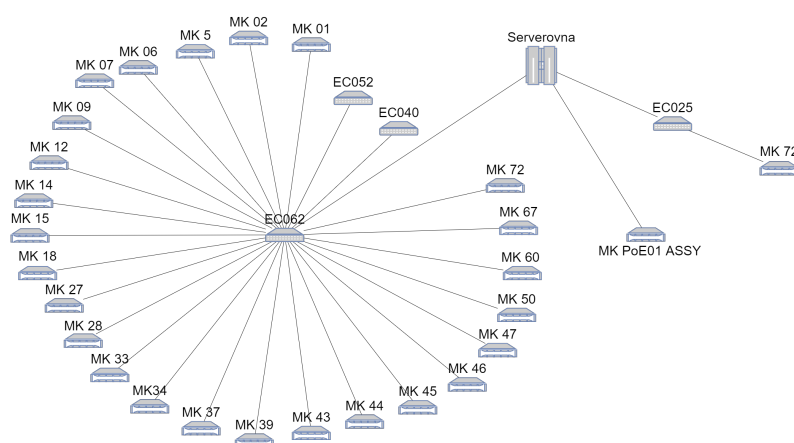 MK 02
MK 01
MK 5
Serverovna
MK 06
MK 07
EC052
MK 09
EC040
EC025
MK 12
MK 72
MK 72
MK 14
MK 67
MK 15
EC062
MK 18
MK 60
MK PoE01 ASSY
MK 27
MK 50
MK 28
MK 47
MK 33
MK 46
MK34
MK 45
MK 37
MK 44
MK 43
MK 39